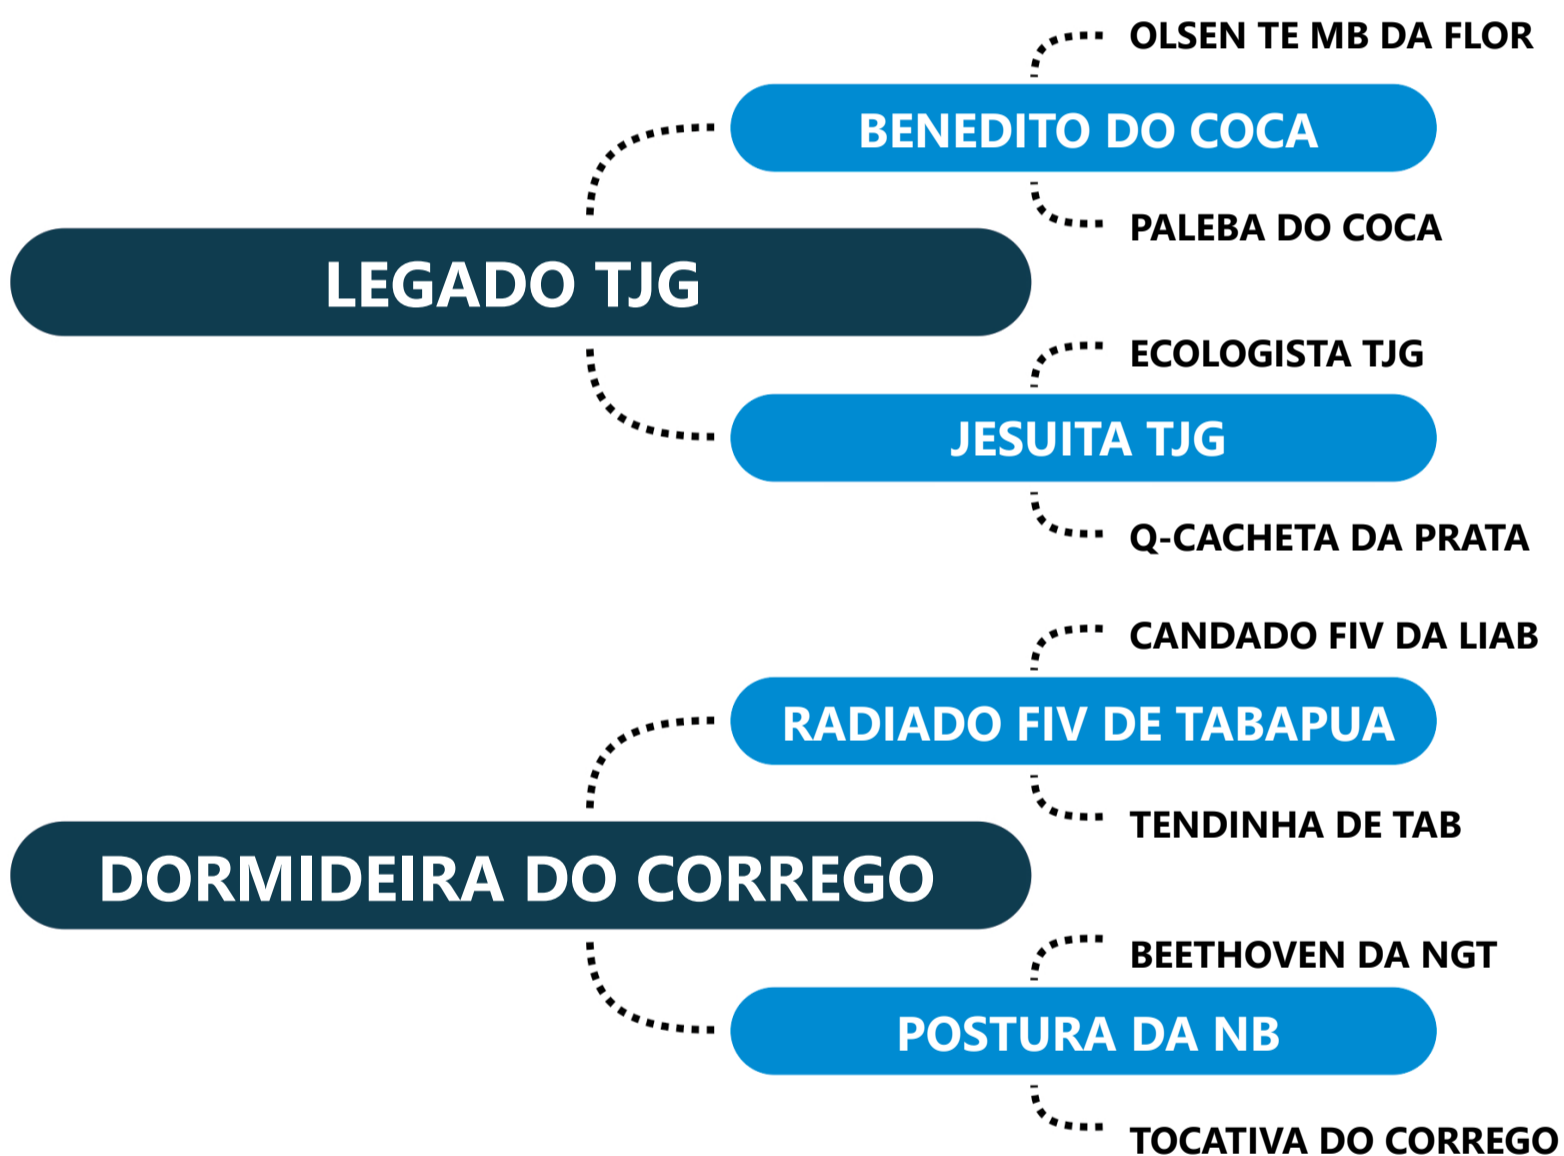 OLSEN TE MB DA FLOR
BENEDITO DO COCA
PALEBA DO COCA
LEGADO TJG
ECOLOGISTA TJG
JESUITA TJG
Q-CACHETA DA PRATA
CANDADO FIV DA LIAB
RADIADO FIV DE TABAPUA
TENDINHA DE TAB
DORMIDEIRA DO CORREGO
BEETHOVEN DA NGT
POSTURA DA NB
TOCATIVA DO CORREGO